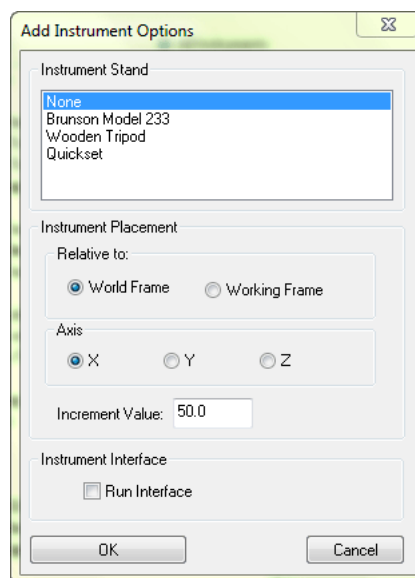 Add Instrument Options
Instrument Stand
None
Brunson Model 233
Wooden Tripod
Quickset
Instrument Placement
Relative to:
World Frame Working Frame
Axis
X Y Z
Increment Value: 50.0
Instrument Interface
Run Interface
OK Cancel